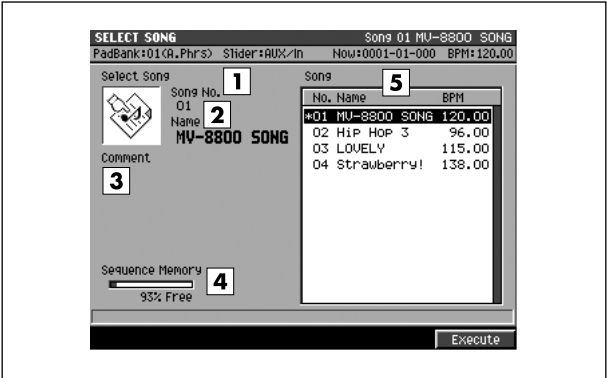 SELECT SONG Song 01 MV-8800 SONG
PadBank:01(A.Phrs) Slider:AUX/In Now:0001-01-000 BPM:120.00
Select Song
1
Song No.
01
2
Name
MV-8800 SONG
Comment
3
Sequence Memory
4
93% Free
Song
5
No. Name BPM
*01 MV-8800 SONG 120.00
02 Hip Hop 3 96.00
03 LOVELY 115.00
04 Strawberry! 138.00
Execute